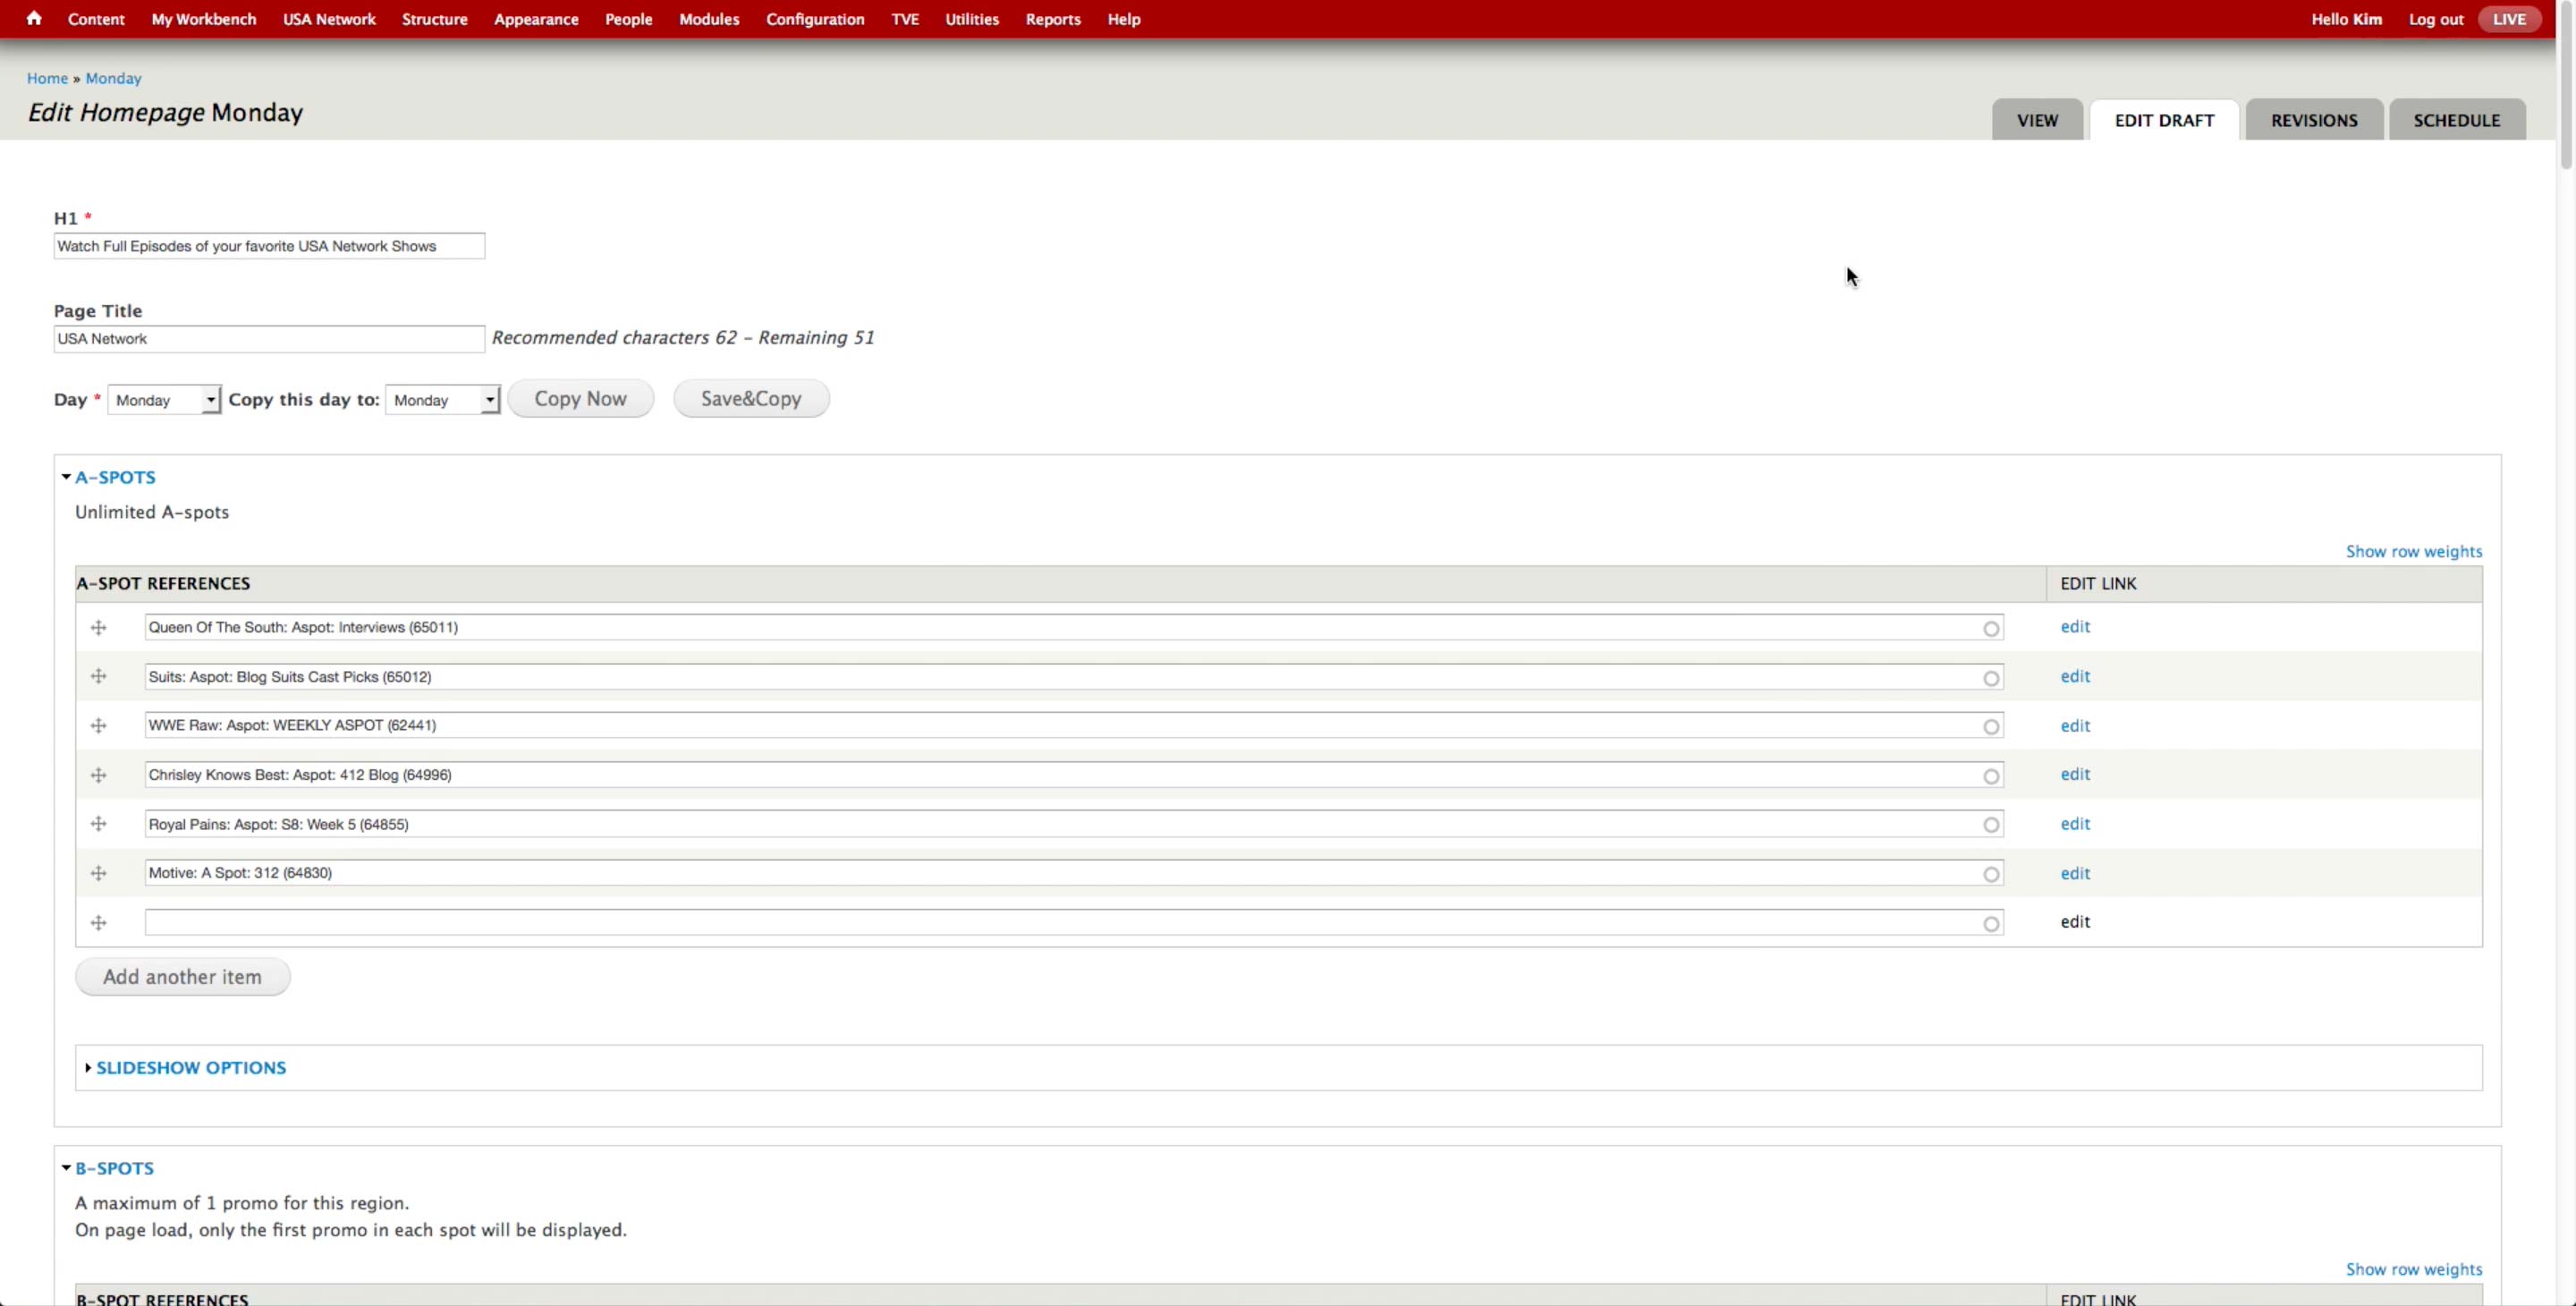 Content My Workbench USA Network Structure Appearance People Modules Configuration TVE Utilities Reports Help Hello Kim Log out LIVE
Home » Monday
Edit Homepage Monday
VIEW EDIT DRAFT REVISIONS SCHEDULE
H1 *
Watch Full Episodes of your favorite USA Network Shows
Page Title
USA Network Recommended characters 62 – Remaining 51
Day * Monday Copy this day to: Monday Copy Now Save&Copy
A-SPOTS
Unlimited A-spots
Show row weights
A-SPOT REFERENCES EDIT LINK
Queen Of The South: Aspot: Interviews (65011) edit
Suits: Aspot: Blog Suits Cast Picks (65012) edit
WWE Raw: Aspot: WEEKLY ASPOT (62441) edit
Chrisley Knows Best: Aspot: 412 Blog (64996) edit
Royal Pains: Aspot: S8: Week 5 (64855) edit
Motive: A Spot: 312 (64830) edit
edit
Add another item
SLIDESHOW OPTIONS
B-SPOTS
A maximum of 1 promo for this region.
On page load, only the first promo in each spot will be displayed.
Show row weights
B-SPOT REFERENCES EDIT LINK